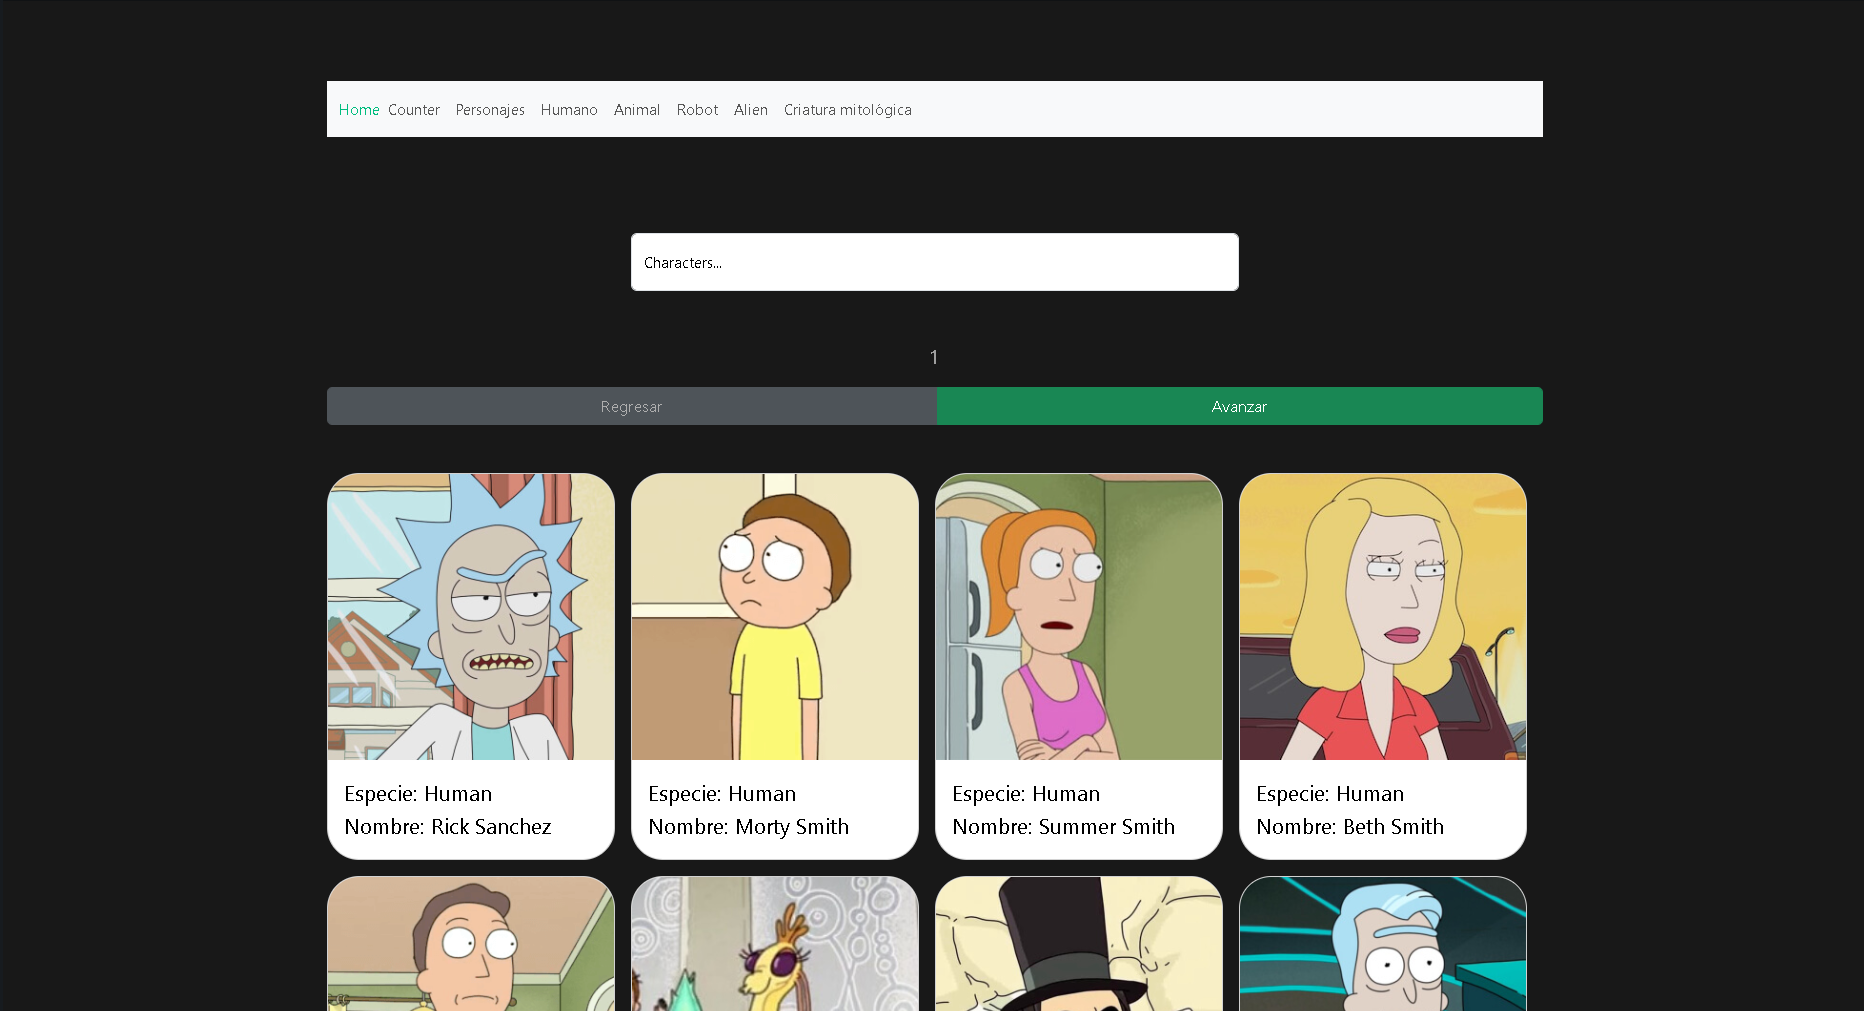 Home Counter Personajes Humano Animal Robot Alien Criatura mitológica
Characters...
1
Regresar Avanzar
Especie: Human
Nombre: Rick Sanchez
Especie: Human
Nombre: Morty Smith
Especie: Human
Nombre: Summer Smith
Especie: Human
Nombre: Beth Smith